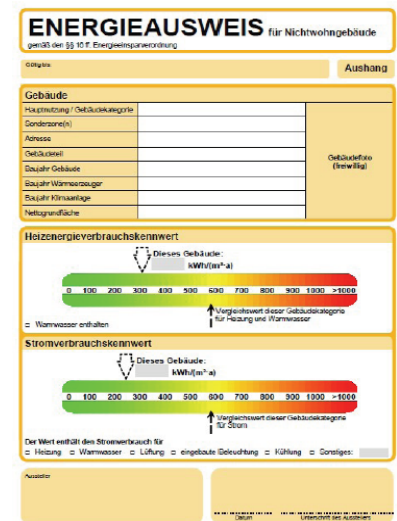 ENERGIEAUSWEIS für Nichtwohngebäude
gemäß den §§ 16 ff. Energieeinsparverordnung
Gültig bis:
Aushang
Gebäude
Hauptnutzung / Gebäudekategorie
Sonderzone(n)
Adresse
Gebäudeteil
Baujahr Gebäude
Baujahr Wärmeerzeuger
Baujahr Klimaanlage
Nettogrundfläche
Gebäudefoto
(freiwillig)
Heizenergieverbrauchskennwert
Dieses Gebäude:
kWh/(m²·a)
0 100 200 300 400 500 600 700 800 900 1000 >1000
Vergleichswert dieser Gebäudekategorie
für Heizung und Warmwasser
□ Warmwasser enthalten
Stromverbrauchskennwert
Dieses Gebäude:
kWh/(m²·a)
0 100 200 300 400 500 600 700 800 900 1000 >1000
Vergleichswert dieser Gebäudekategorie
für Strom
Der Wert enthält den Stromverbrauch für
□ Heizung □ Warmwasser □ Lüftung □ eingebaute Beleuchtung □ Kühlung □ Sonstiges:
Aussteller
Datum Unterschrift des Ausstellers